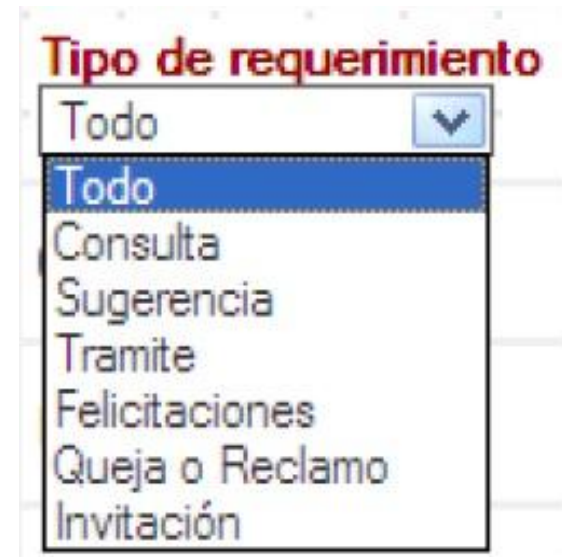 Tipo de requerimiento
Todo
Todo
Consulta
Sugerencia
Tramite
Felicitaciones
Queja o Reclamo
Invitación